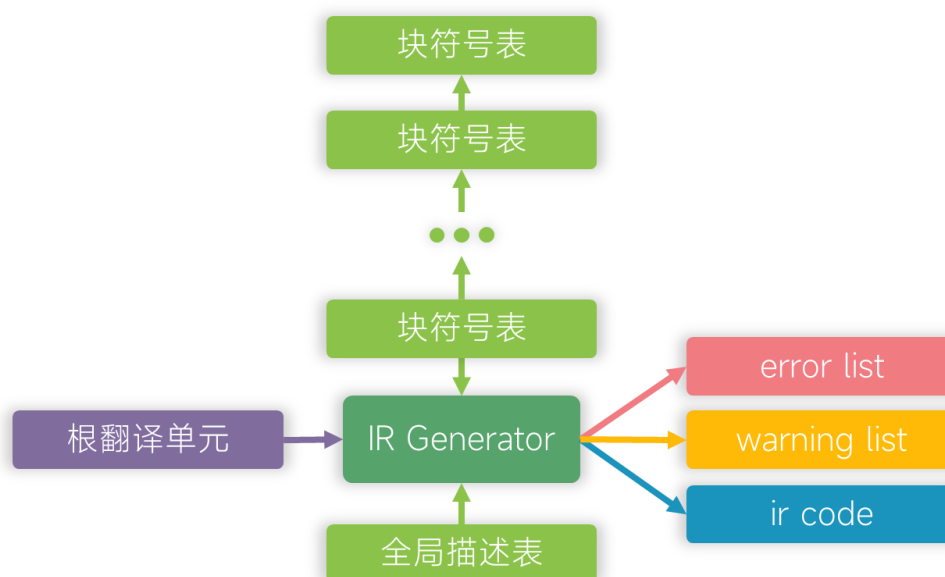 块符号表
块符号表
块符号表
error list
根翻译单元
IR Generator
warning list
ir code
全局描述表